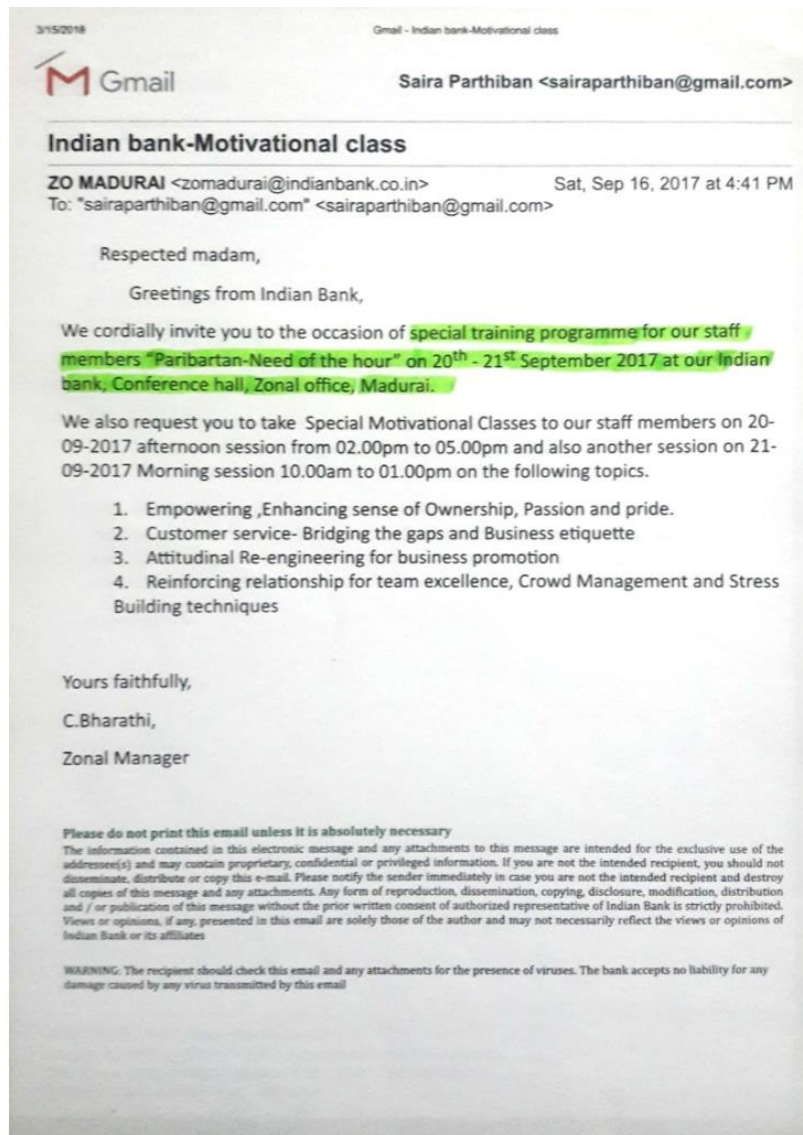 3/15/2018 Gmail - Indian bank-Motivational class
M Gmail Saira Parthiban <sairaparthiban@gmail.com>
Indian bank-Motivational class
ZO MADURAI <zomadurai@indianbank.co.in> Sat, Sep 16, 2017 at 4:41 PM
To: "sairaparthiban@gmail.com" <sairaparthiban@gmail.com>
Respected madam,
Greetings from Indian Bank,
We cordially invite you to the occasion of special training programme for our staff
members "Paribartan-Need of the hour" on 20th - 21st September 2017 at our Indian
bank, Conference hall, Zonal office, Madurai.
We also request you to take Special Motivational Classes to our staff members on 20-
09-2017 afternoon session from 02.00pm to 05.00pm and also another session on 21-
09-2017 Morning session 10.00am to 01.00pm on the following topics.
1. Empowering ,Enhancing sense of Ownership, Passion and pride.
2. Customer service- Bridging the gaps and Business etiquette
3. Attitudinal Re-engineering for business promotion
4. Reinforcing relationship for team excellence, Crowd Management and Stress
Building techniques
Yours faithfully,
C.Bharathi,
Zonal Manager
Please do not print this email unless it is absolutely necessary
The information contained in this electronic message and any attachments to this message are intended for the exclusive use of the
addressee(s) and may contain proprietary, confidential or privileged information. If you are not the intended recipient, you should not
disseminate, distribute or copy this e-mail. Please notify the sender immediately in case you are not the intended recipient and destroy
all copies of this message and any attachments. Any form of reproduction, dissemination, copying, disclosure, modification, distribution
and / or publication of this message without the prior written consent of authorized representative of Indian Bank is strictly prohibited.
Views or opinions, if any, presented in this email are solely those of the author and may not necessarily reflect the views or opinions of
Indian Bank or its affiliates
WARNING: The recipient should check this email and any attachments for the presence of viruses. The bank accepts no liability for any
damage caused by any virus transmitted by this email